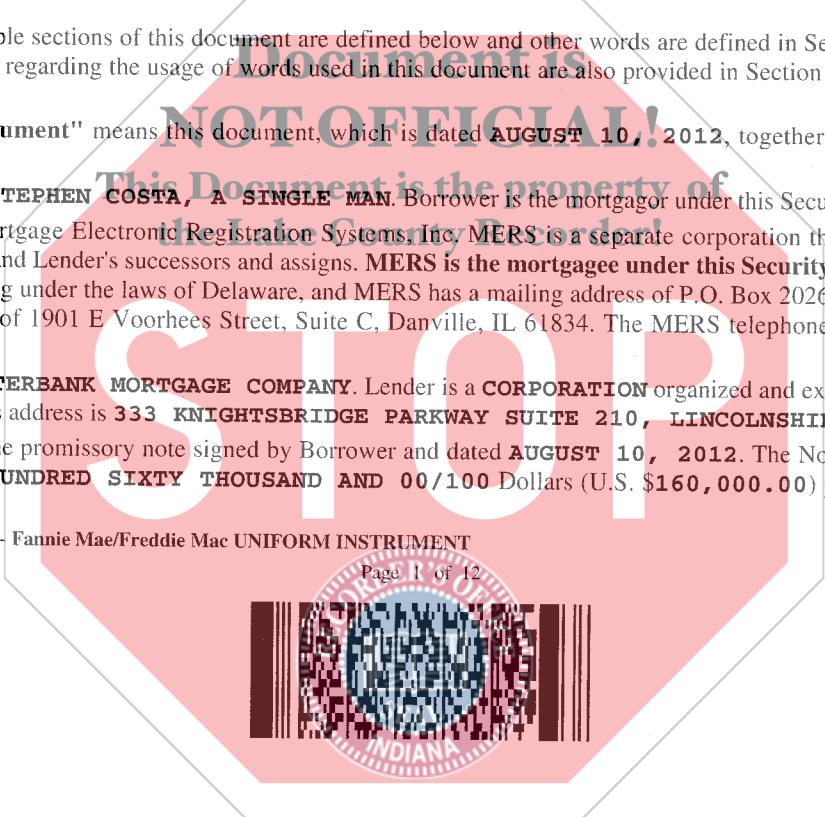 ple sections of this document are defined below and other words are defined in Se
regarding the usage of words used in this document are also provided in Section
Document is
ument" means this document, which is dated AUGUST 10, 2012, together
NOT OFFICIAL!
This Document is the property of
TEPHEN COSTA, A SINGLE MAN. Borrower is the mortgagor under this Secu
rtgage Electronic Registration Systems, Inc. MERS is a separate corporation th
the Lake County Recorder!
nd Lender's successors and assigns. MERS is the mortgagee under this Security
g under the laws of Delaware, and MERS has a mailing address of P.O. Box 2026
of 1901 E Voorhees Street, Suite C, Danville, IL 61834. The MERS telephone
STOP
TERBANK MORTGAGE COMPANY. Lender is a CORPORATION organized and ex
s address is 333 KNIGHTSBRIDGE PARKWAY SUITE 210, LINCOLNSHI
e promissory note signed by Borrower and dated AUGUST 10, 2012. The No
UNDRED SIXTY THOUSAND AND 00/100 Dollars (U.S. $160,000.00)
- Fannie Mae/Freddie Mac UNIFORM INSTRUMENT
Page 1 of 12
INDIANA